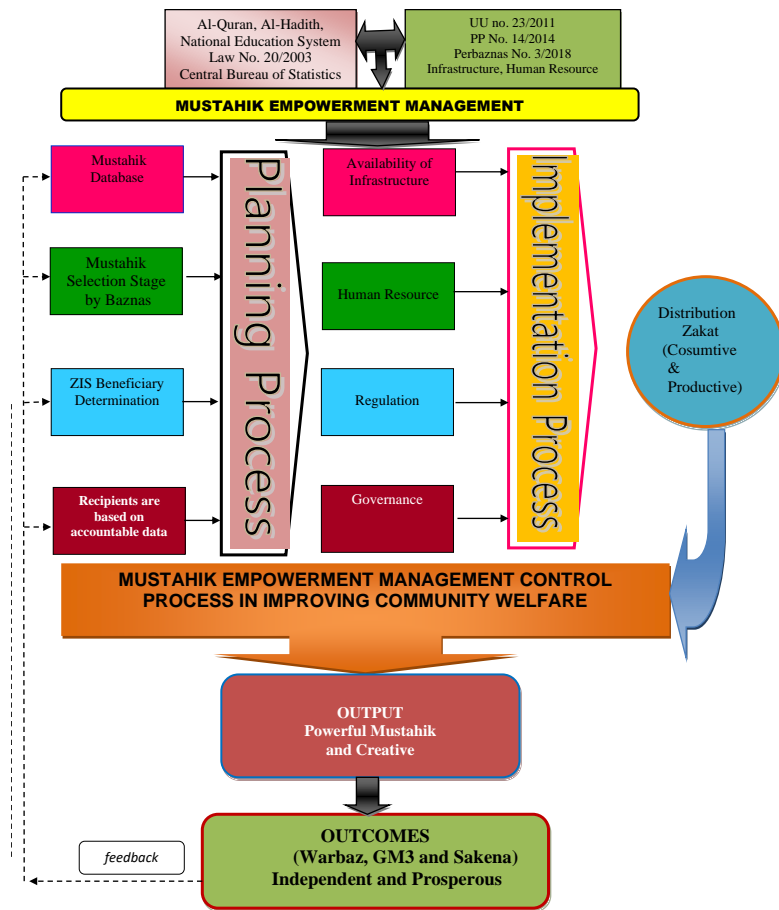 Al-Quran, Al-Hadith,
National Education System
Law No. 20/2003
Central Bureau of Statistics
UU no. 23/2011
PP No. 14/2014
Perbaznas No. 3/2018
Infrastructure, Human Resource
MUSTAHIK EMPOWERMENT MANAGEMENT
Mustahik
Database
Mustahik
Selection Stage
by Baznas
ZIS Beneficiary
Determination
Recipients are
based on
accountable data
Planning Process
Availability of
Infrastructure
Human Resource
Regulation
Governance
Implementation Process
Distribution
Zakat
(Cosumtive
&
Productive)
MUSTAHIK EMPOWERMENT MANAGEMENT CONTROL
PROCESS IN IMPROVING COMMUNITY WELFARE
OUTPUT
Powerful Mustahik
and Creative
OUTCOMES
(Warbaz, GM3 and Sakena)
Independent and Prosperous
feedback